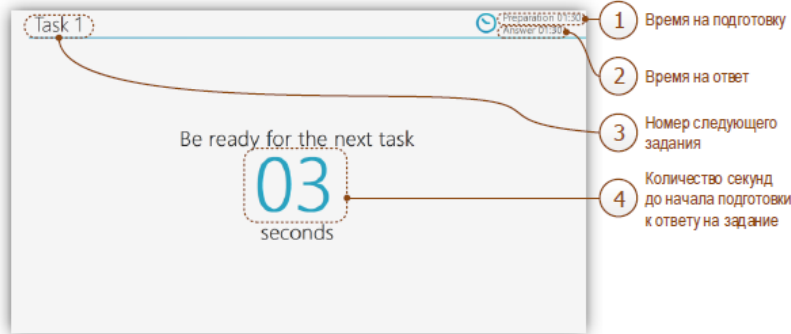 Task 1
Preparation 01:30
Answer 01:30
Be ready for the next task
03
seconds
1 Время на подготовку
2 Время на ответ
3 Номер следующего
задания
4 Количество секунд
до начала подготовки
к ответу на задание